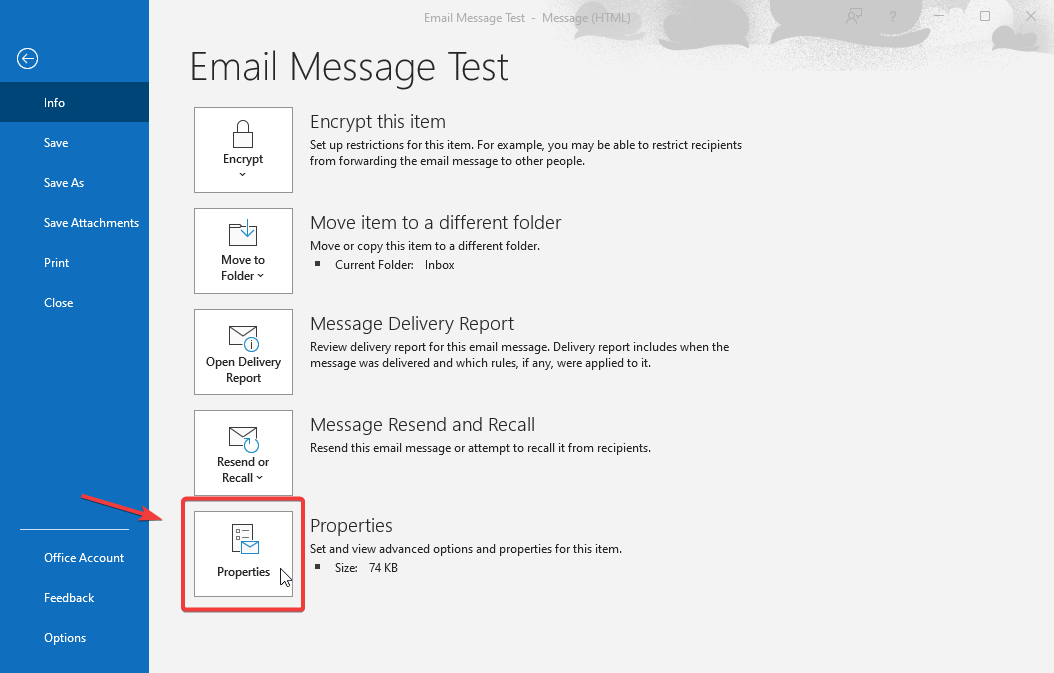 Email Message Test - Message (HTML)
?
Email Message Test
Info
Save
Save As
Save Attachments
Print
Close
Office Account
Feedback
Options
Encrypt
Encrypt this item
Set up restrictions for this item. For example, you may be able to restrict recipients
from forwarding the email message to other people.
Move to
Folder
Move item to a different folder
Move or copy this item to a different folder.
Current Folder: Inbox
Open Delivery
Report
Message Delivery Report
Review delivery report for this email message. Delivery report includes when the
message was delivered and which rules, if any, were applied to it.
Resend or
Recall
Message Resend and Recall
Resend this email message or attempt to recall it from recipients.
Properties
Properties
Set and view advanced options and properties for this item.
Size: 74 KB